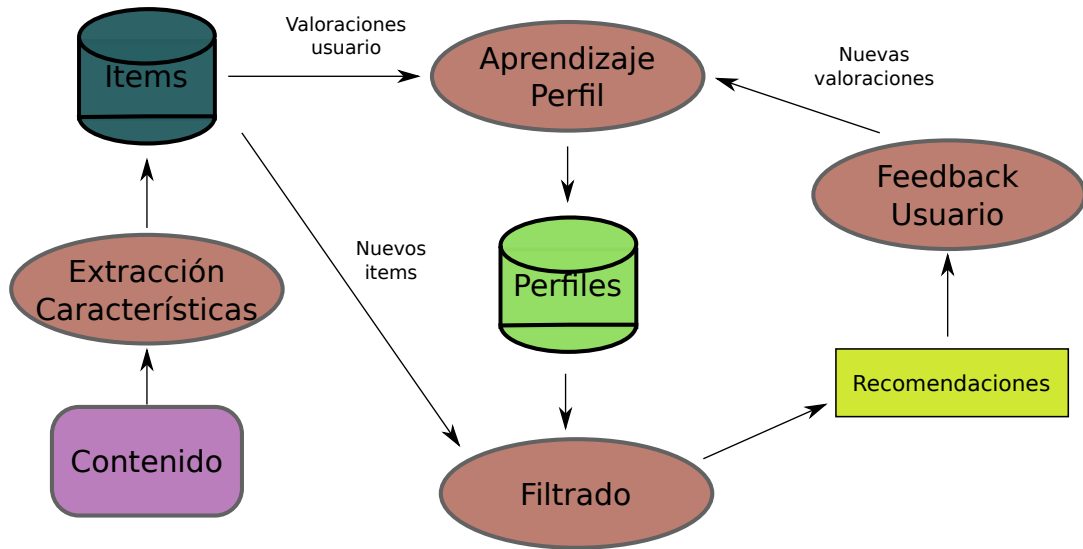 Valoraciones
usuario
Items
Aprendizaje
Perfil
Nuevas
valoraciones
Feedback
Usuario
Nuevos
items
Extracción
Características
Perfiles
Recomendaciones
Contenido
Filtrado